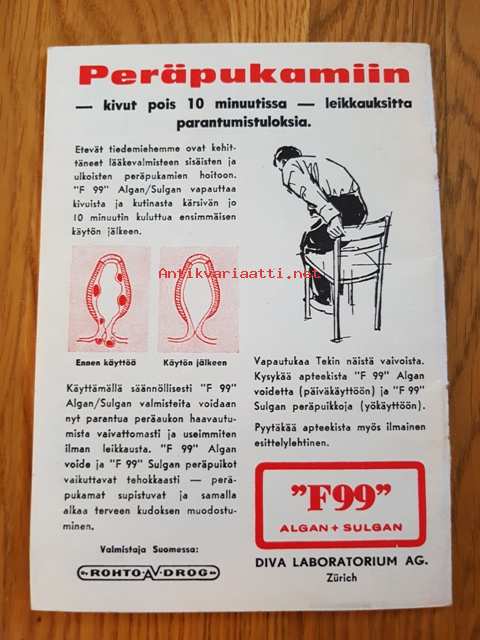 Peräpukamiin
— kivut pois 10 minuutissa — leikkauksitta
parantumistuloksia.
Etevät tiedemiehemme ovat kehit-
täneet lääkevalmisteen sisäisten ja
ulkoisten peräpukamien hoitoon.
"F 99" Algan/Sulgan vapauttaa
kivuista ja kutinasta kärsivän jo
10 minuutin kuluttua ensimmäisen
käytön jälkeen.
Antikvariaatti.net
Ennen käyttöä
Käytön jälkeen
Käyttämällä säännöllisesti "F 99"
Algan/Sulgan valmisteita voidaan
nyt parantua peräaukon haavautu-
mista vaivattomasti ja useimmiten
ilman leikkausta. "F 99" Algan
voide ja "F 99" Sulgan peräpuikot
vaikuttavat tehokkaasti — perä-
pukamat supistuvat ja samalla
alkaa terveen kudoksen muodostu-
minen.
Valmistaja Suomessa:
ROHTO AV DROG
Vapautukaa Tekin näistä vaivoista.
Kysykää apteekista "F 99" Algan
voidetta (päiväkäyttöön) ja "F 99"
Sulgan peräpuikkoja (yökäyttöön).
Pyytäkää apteekista myös ilmainen
esittelylehtinen.
"F99"
ALGAN + SULGAN
DIVA LABORATORIUM AG.
Zürich